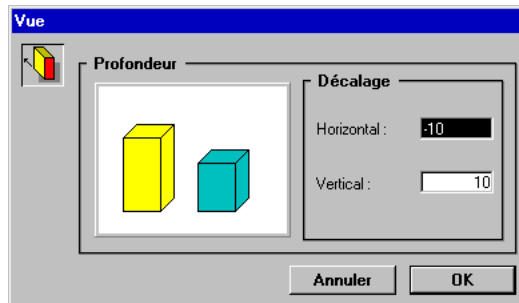 Vue
Profondeur
Décalage
Horizontal : -10
Vertical : 10
Annuler OK